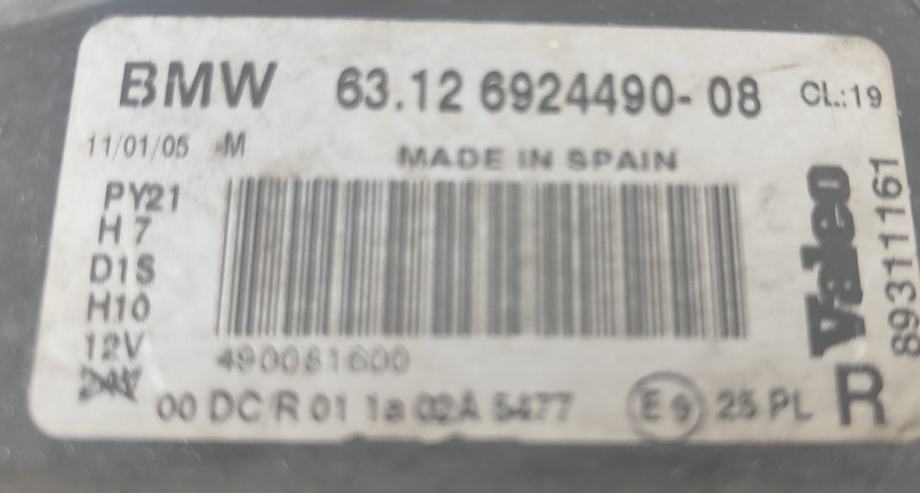 BMW 63.12 6924490-08 CL.:19
11/01/05 -M MADE IN SPAIN
PY21
H7
D1S
H10
12V
24V
490081600
00 DC R 01 1a 02A 5477 E9 25 PL R
Valeo
89311161